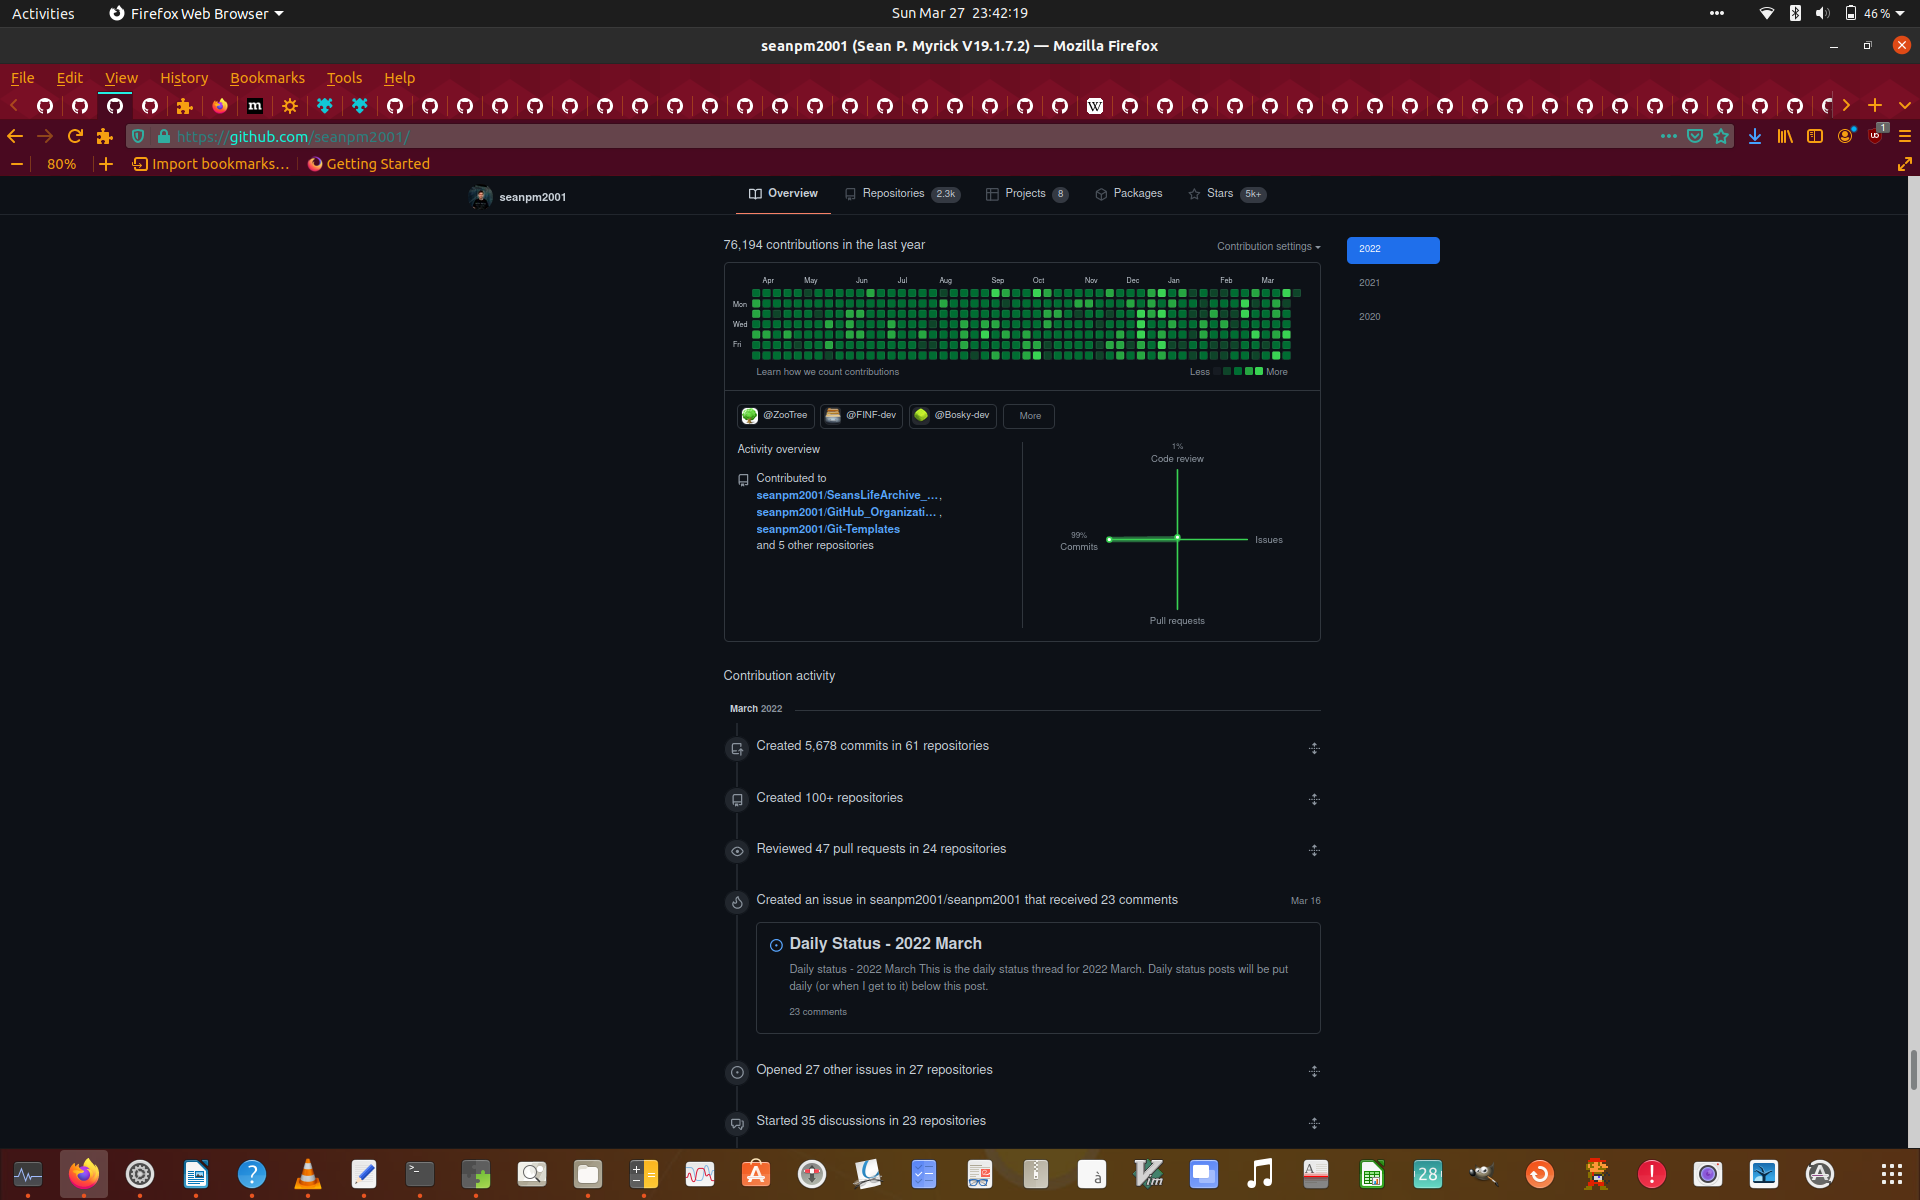 Activities
Firefox Web Browser
Sun Mar 27 23:42:19
46 %
seanpm2001 (Sean P. Myrick V19.1.7.2) — Mozilla Firefox
File Edit View History Bookmarks Tools Help
m
W
https://github.com/seanpm2001/
1
80%
Import bookmarks...
Getting Started
seanpm2001
Overview
Repositories 2.3k
Projects 8
Packages
Stars 5k+
76,194 contributions in the last year
Contribution settings
2022
2021
2020
Apr May Jun Jul Aug Sep Oct Nov Dec Jan Feb Mar
Mon
Wed
Fri
Learn how we count contributions
Less More
@ZooTree
@FINF-dev
@Bosky-dev
More
Activity overview
Contributed to
seanpm2001/SeansLifeArchive_...,
seanpm2001/GitHub_Organizati... ,
seanpm2001/Git-Templates
and 5 other repositories
1%
Code review
99%
Commits
Issues
Pull requests
Contribution activity
March 2022
Created 5,678 commits in 61 repositories
Created 100+ repositories
Reviewed 47 pull requests in 24 repositories
Created an issue in seanpm2001/seanpm2001 that received 23 comments
Mar 16
Daily Status - 2022 March
Daily status - 2022 March This is the daily status thread for 2022 March. Daily status posts will be put
daily (or when I get to it) below this post.
23 comments
Opened 27 other issues in 27 repositories
Started 35 discussions in 23 repositories
28